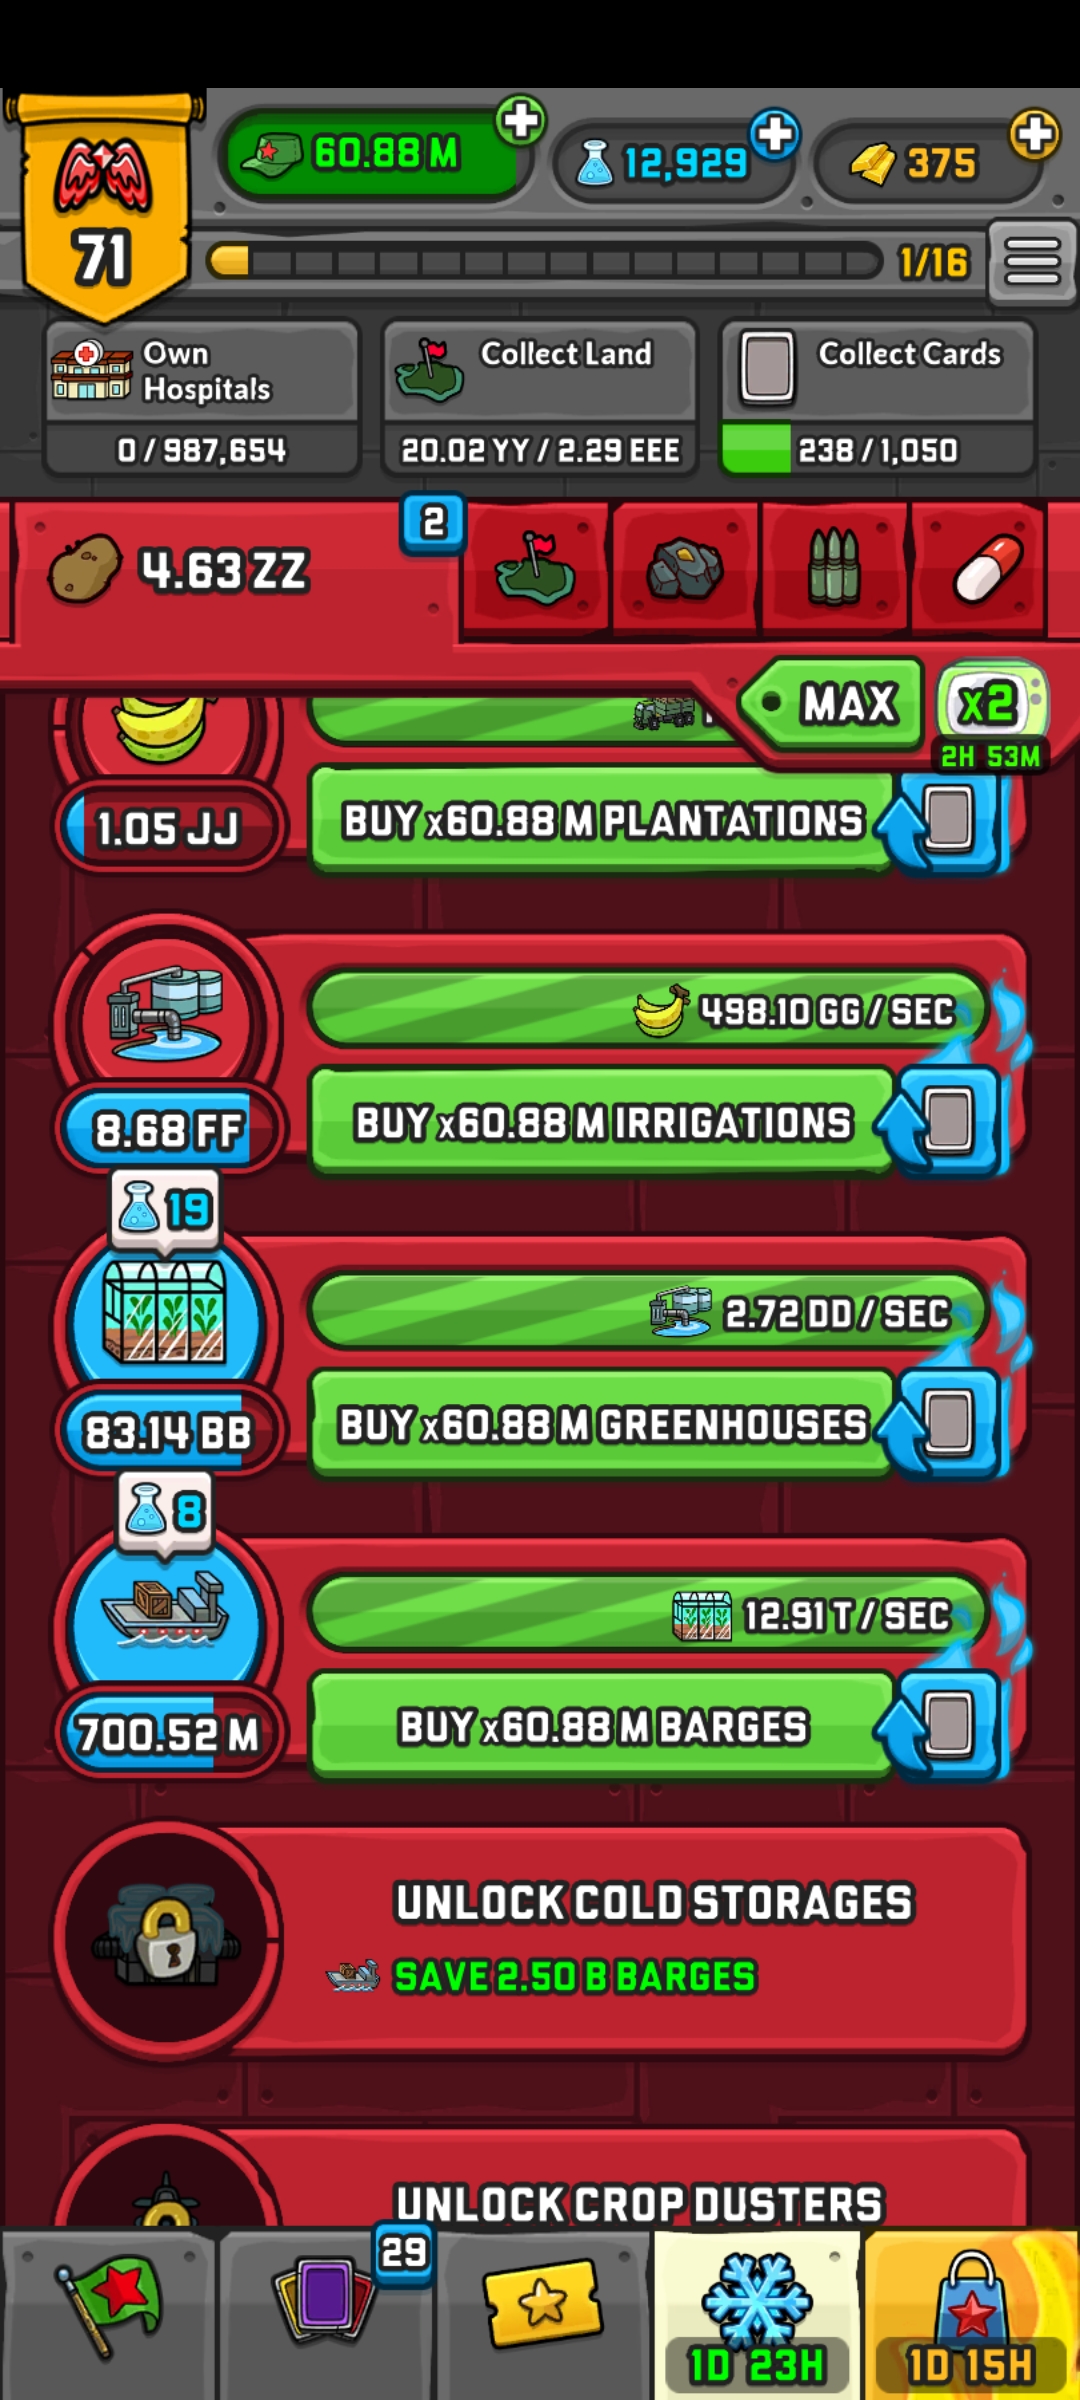 71
60.88 M
12,929
375
1/16
Own
Hospitals
0 / 987,654
Collect Land
20.02 YY / 2.29 EEE
Collect Cards
238 / 1,050
4.63 ZZ
2
MAX
x2
2H 53M
1.05 JJ
BUY x60.88 M PLANTATIONS
498.10 GG / SEC
8.68 FF
BUY x60.88 M IRRIGATIONS
19
2.72 DD / SEC
83.14 BB
BUY x60.88 M GREENHOUSES
8
12.91 T / SEC
700.52 M
BUY x60.88 M BARGES
UNLOCK COLD STORAGES
SAVE 2.50 B BARGES
UNLOCK CROP DUSTERS
29
1D 23H
1D 15H